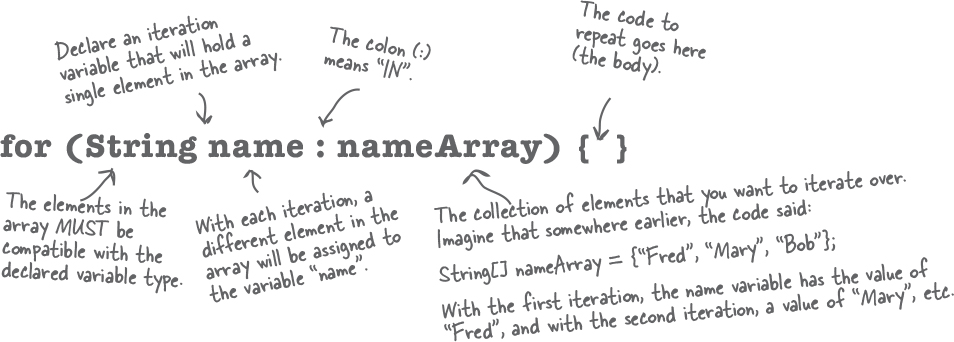 Declare an iteration
variable that will hold a
single element in the array.
The colon (:)
means “IN”.
The code to
repeat goes here
(the body).
for (String name : nameArray) { }
The elements in the
array MUST be
compatible with the
declared variable type.
With each iteration, a
different element in the
array will be assigned to
the variable “name”.
The collection of elements that you want to iterate over.
Imagine that somewhere earlier, the code said:
String[] nameArray = {“Fred”, “Mary”, “Bob”};
With the first iteration, the name variable has the value of
“Fred”, and with the second iteration, a value of “Mary”, etc.